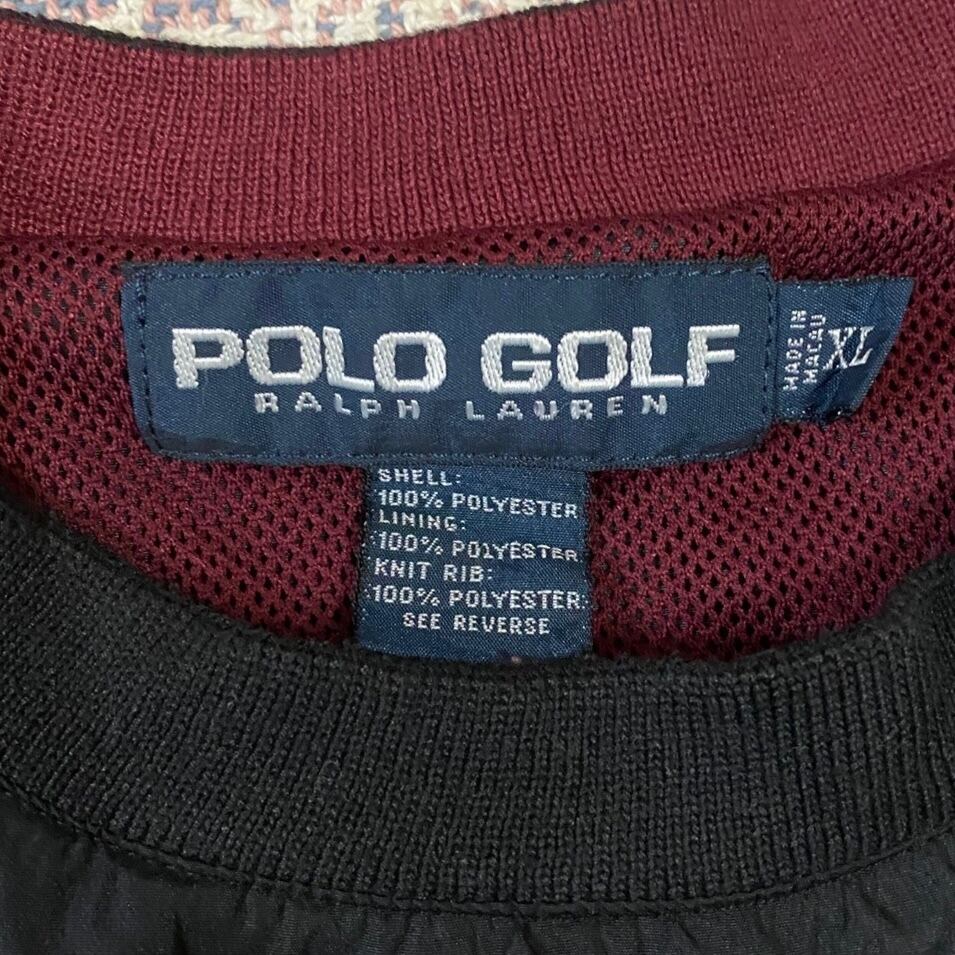 POLO GOLF
RALPH LAUREN
MADE IN
MACAU
XL
SHELL:
100% POLYESTER
LINING:
100% POLYESTER
KNIT RIB:
100% POLYESTER
SEE REVERSE